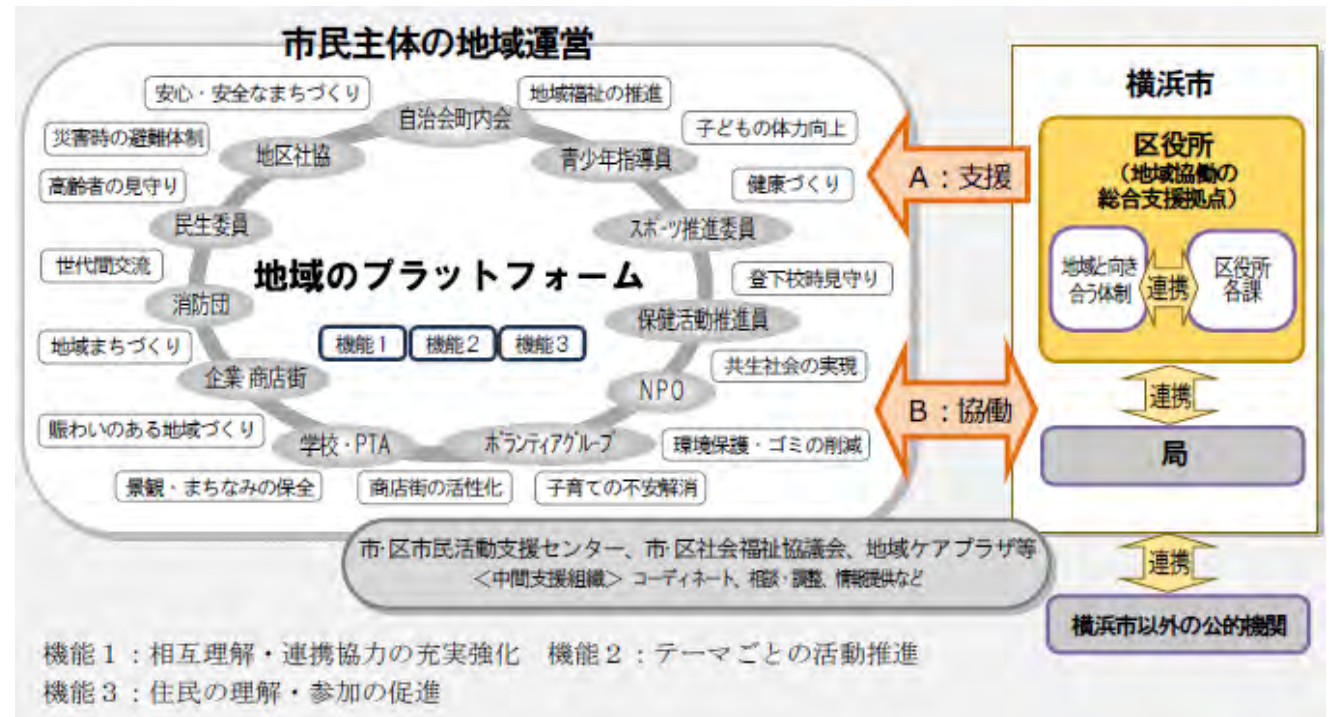 市民主体の地域運営
安心・安全なまちづくり
地域福祉の推進
自治会町内会
災害時の避難体制
地区社協
青少年指導員
子どもの体力向上
高齢者の見守り
健康づくり
民生委員
スポーツ推進委員
世代間交流
地域のプラットフォーム
登下校時見守り
消防団
保健活動推進員
地域まちづくり
機能1
機能2
機能3
共生社会の実現
企業 商店街
NPO
賑わいのある地域づくり
学校・PTA
ボランティアグループ
環境保護・ゴミの削減
景観・まちなみの保全
商店街の活性化
子育ての不安解消
市・区市民活動支援センター、市・区社会福祉協議会、地域ケアプラザ等
＜中間支援組織＞ コーディネート、相談・調整、情報提供など
A：支援
B：協働
横浜市
区役所
（地域協働の
総合支援拠点）
地域と向き
合う体制
連携
区役所
各課
連携
局
連携
横浜市以外の公的機関
機能１：相互理解・連携協力の充実強化　機能２：テーマごとの活動推進
機能３：住民の理解・参加の促進